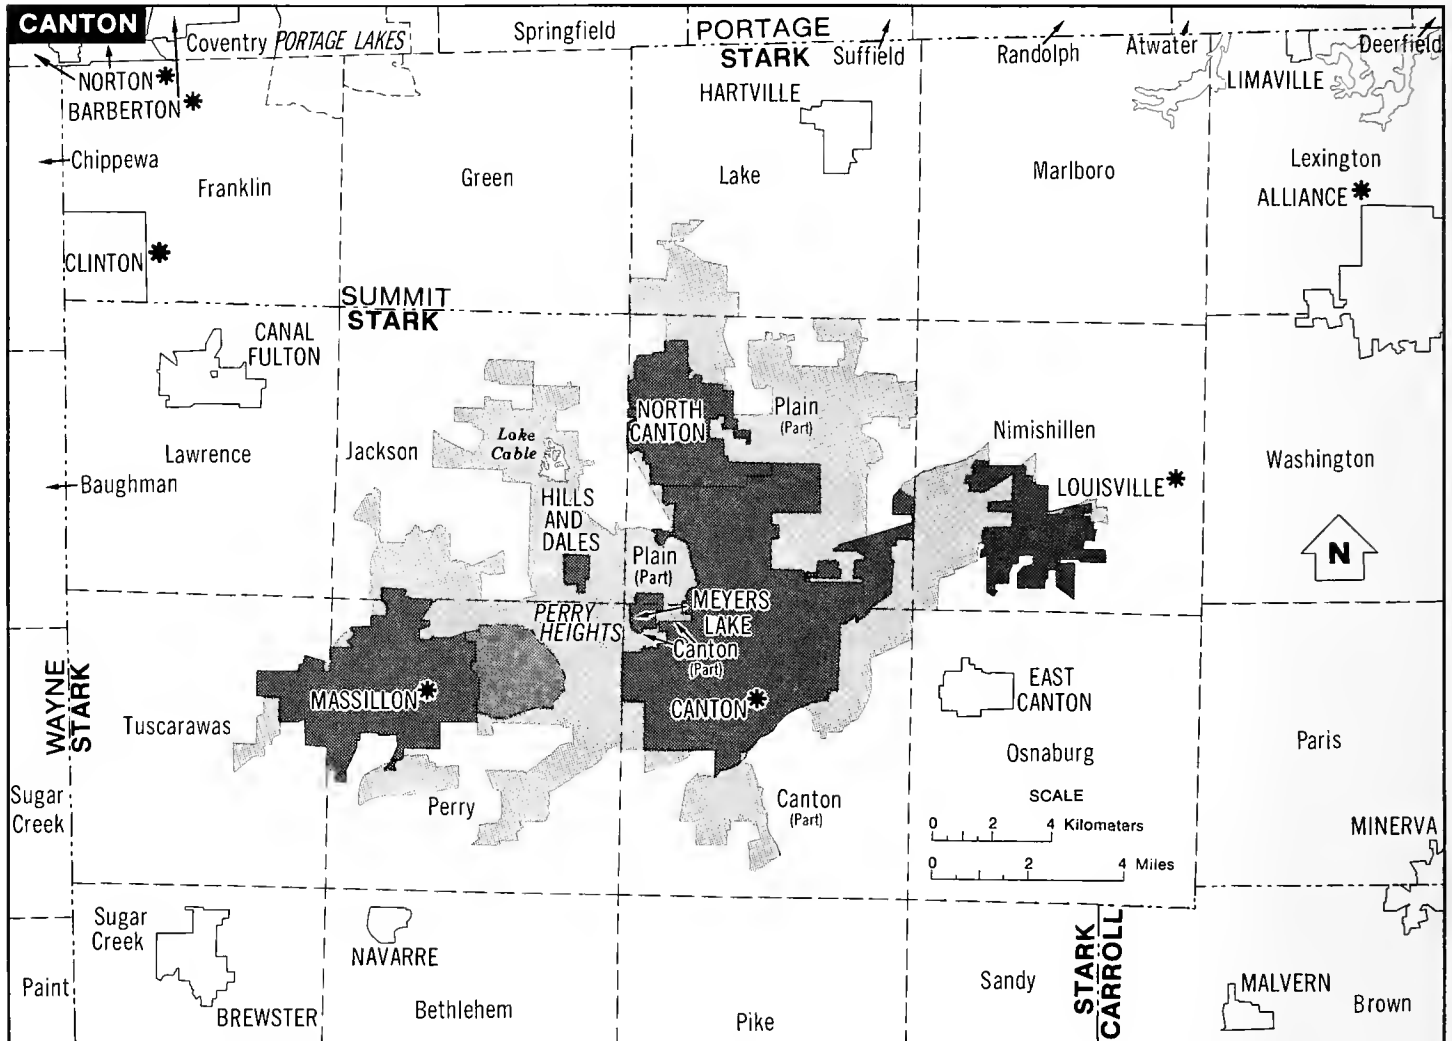 CANTON
Coventry
PORTAGE LAKES
Springfield
PORTAGE
STARK
Suffield
Randolph
Atwater
Deerfield
NORTON
BARBERTON
HARTVILLE
LIMAVILLE
Chippewa
Franklin
Green
Lake
Marlboro
Lexington
ALLIANCE
CLINTON
SUMMIT
STARK
CANAL
FULTON
NORTH
CANTON
Plain
(Part)
Nimishillen
Lake
Cable
Lawrence
Jackson
Washington
Baughman
LOUISVILLE
HILLS
AND
DALES
Plain
(Part)
N
MEYERS
LAKE
PERRY
HEIGHTS
Canton
(Part)
WAYNE
STARK
MASSILLON
CANTON
EAST
CANTON
Tuscarawas
Osnaburg
Paris
Sugar
Creek
Perry
Canton
(Part)
SCALE
0 2 4 Kilometers
0 2 4 Miles
MINERVA
Sugar
Creek
NAVARRE
STARK
CARROLL
Paint
BREWSTER
Bethlehem
Pike
Sandy
MALVERN
Brown